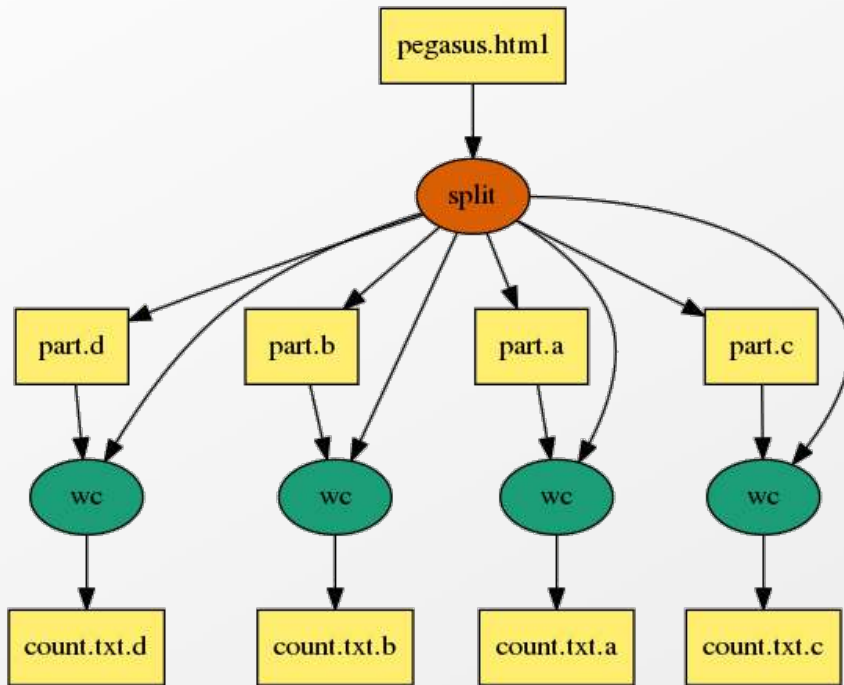 pegasus.html
split
part.d
part.b
part.a
part.c
wc
wc
wc
wc
count.txt.d
count.txt.b
count.txt.a
count.txt.c